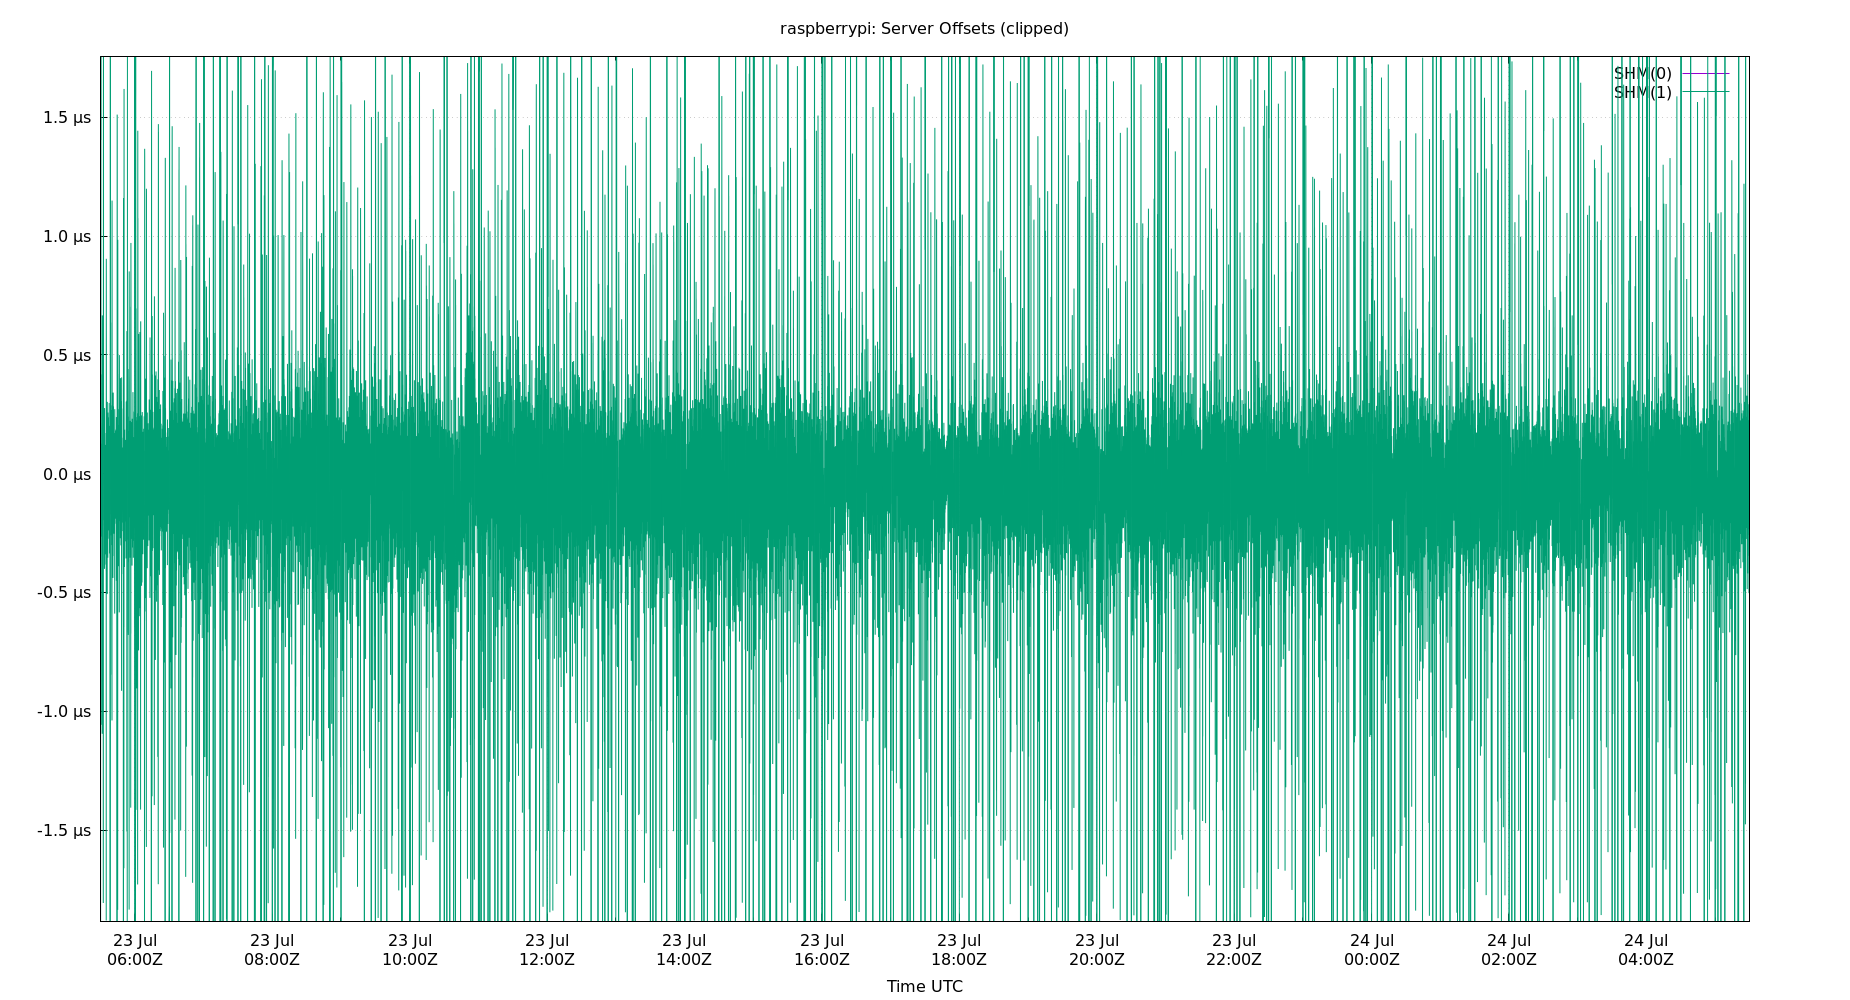 raspberrypi: Server Offsets (clipped)
SHM(0)
SHM(1)
1.5 µs
1.0 µs
0.5 µs
0.0 µs
-0.5 µs
-1.0 µs
-1.5 µs
23 Jul 23 Jul 23 Jul 23 Jul 23 Jul 23 Jul 23 Jul 23 Jul 23 Jul 24 Jul 24 Jul 24 Jul
06:00Z 08:00Z 10:00Z 12:00Z 14:00Z 16:00Z 18:00Z 20:00Z 22:00Z 00:00Z 02:00Z 04:00Z
Time UTC